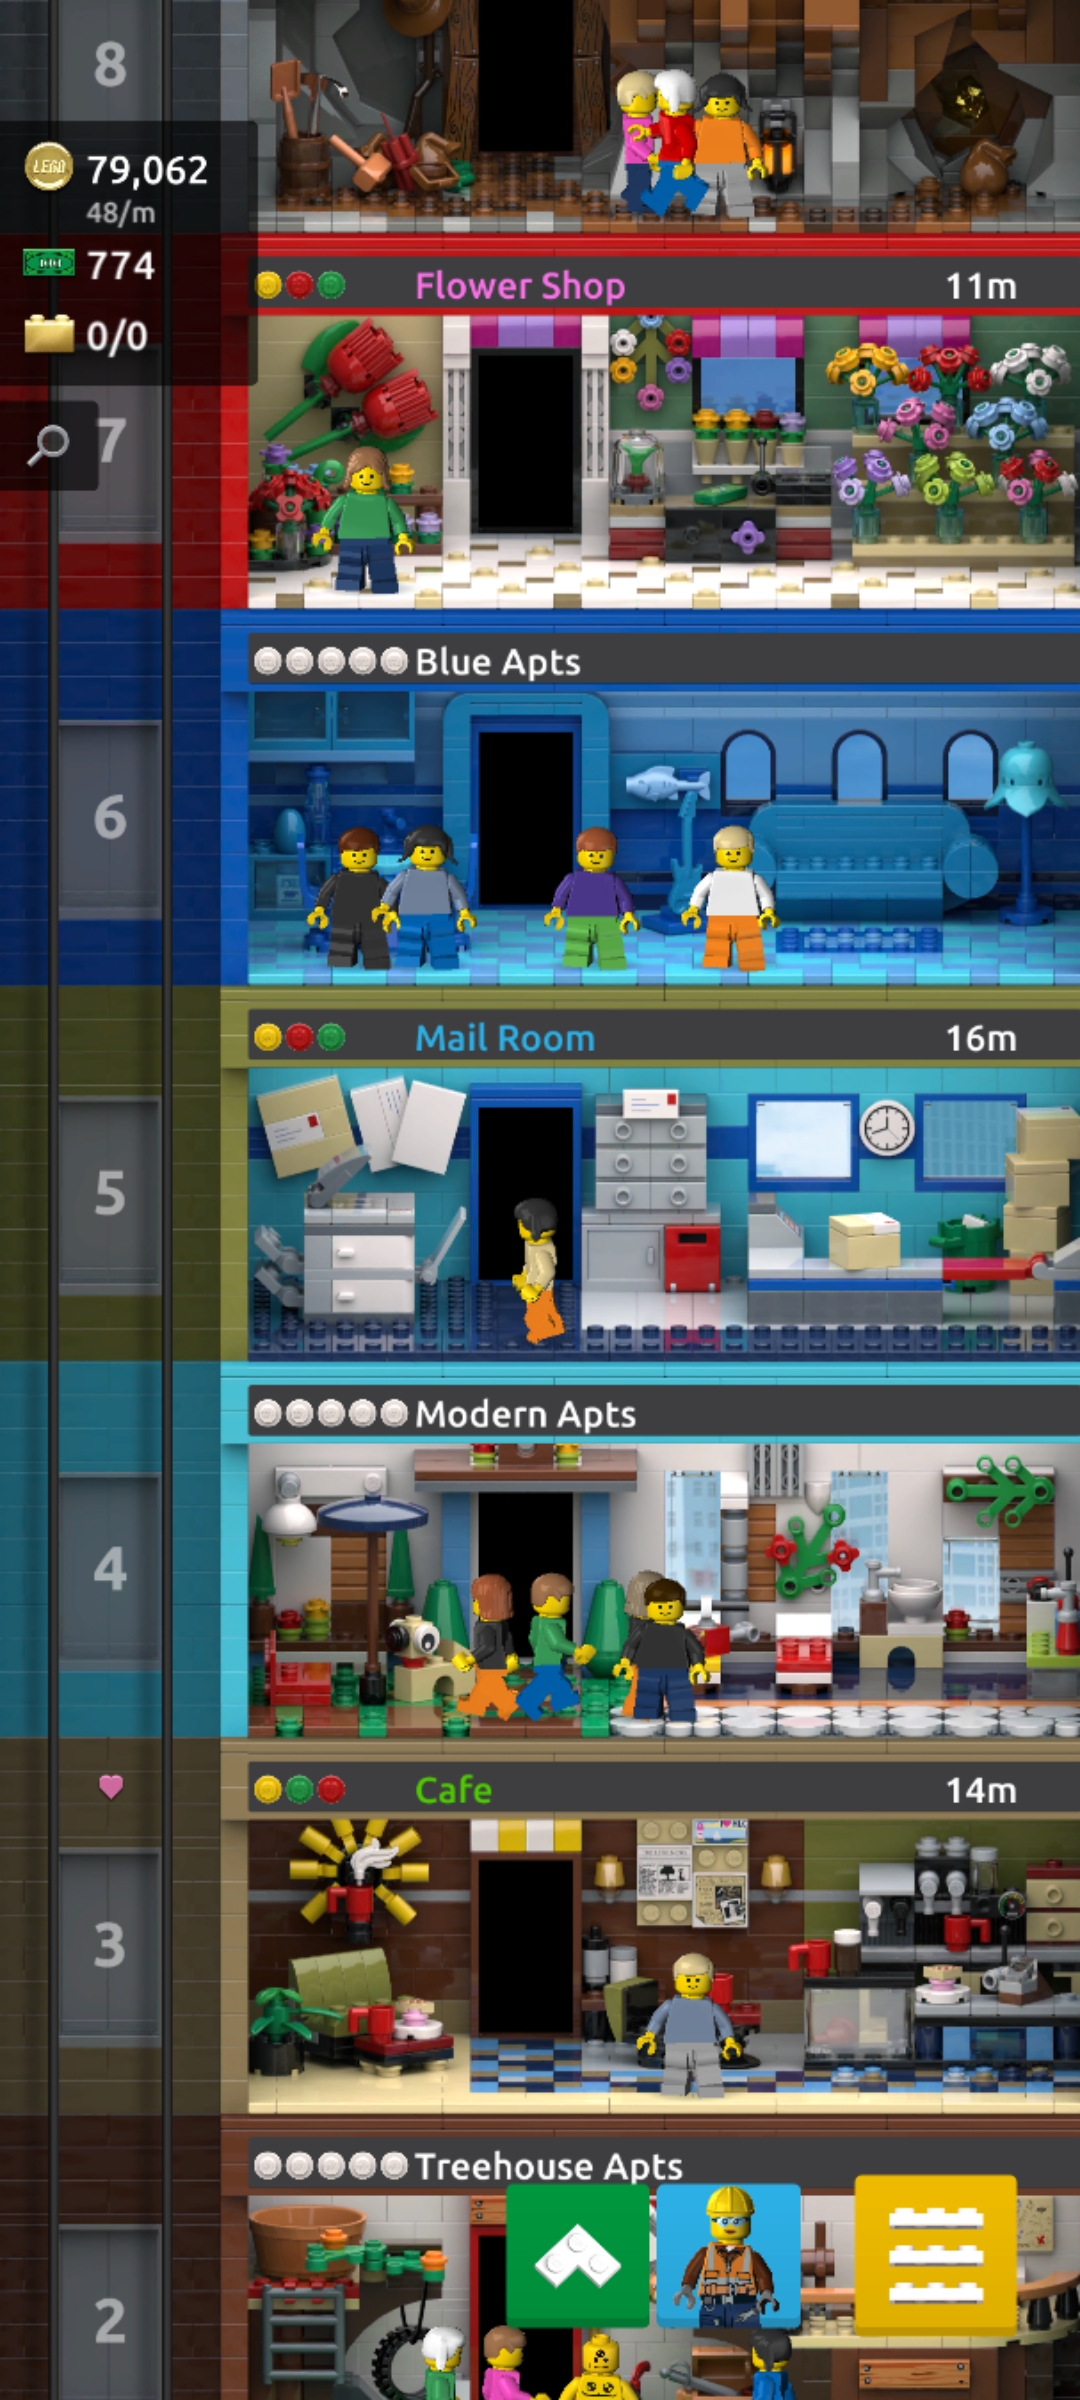 8
LEGO 79,062
48/m
774
0/0
Flower Shop 11m
7
Blue Apts
6
Mail Room 16m
5
Modern Apts
4
Cafe 14m
3
Treehouse Apts
2